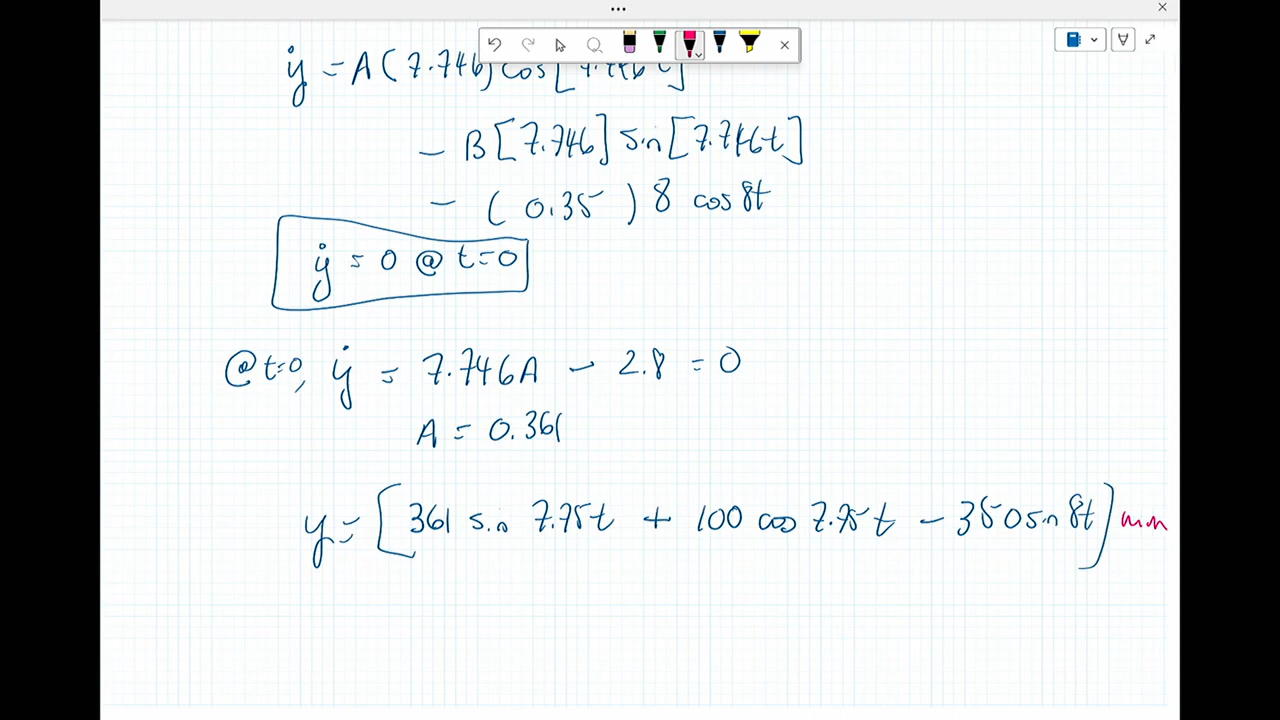 ẏ = A(7.746)cos[7.746t]
- B[7.746] sin[7.746t]
- (0.35) 8 cos 8t
ẏ = 0 @ t=0
@ t=0, ẏ = 7.746A - 2.8 = 0
A = 0.361
y = [361 sin 7.75t + 100 cos 7.75t - 350 sin 8t] mm